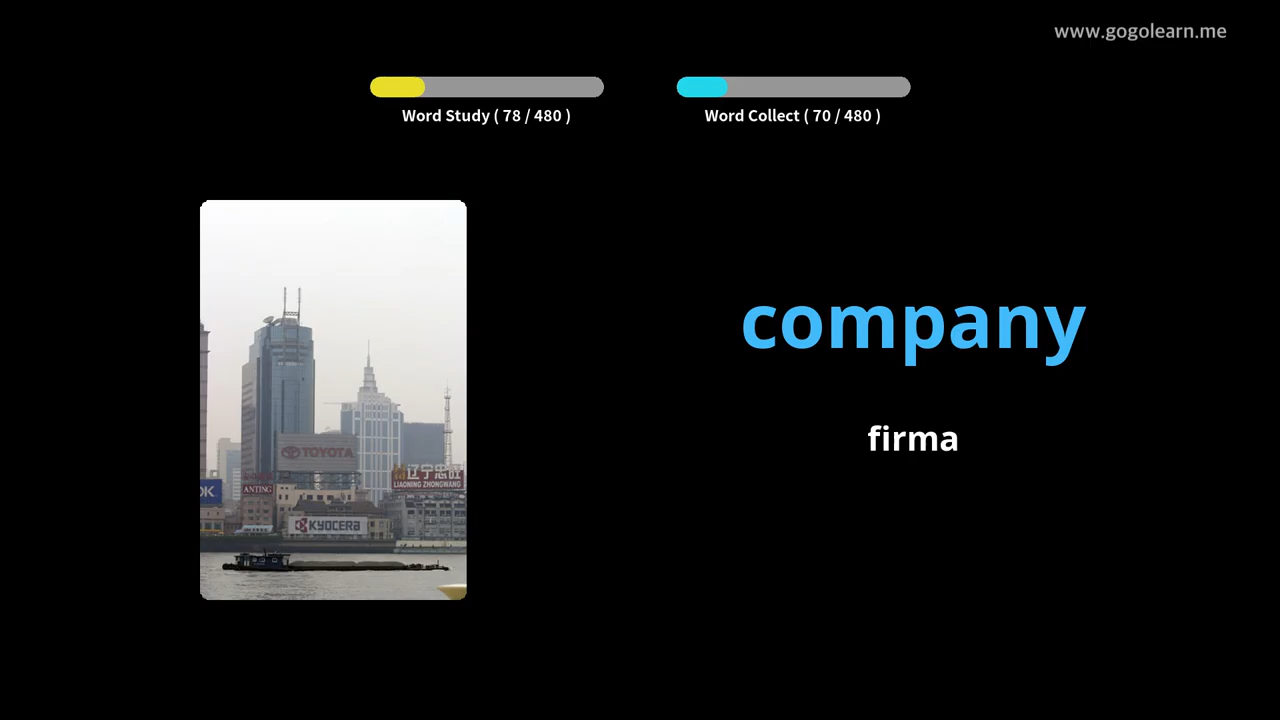 www.gogolearn.me
Word Study ( 78 / 480 )
Word Collect ( 70 / 480 )
company
firma
TOYOTA
辽宁忠旺
LIAONING ZHONGWANG
OK
ANTING
KYOCERA